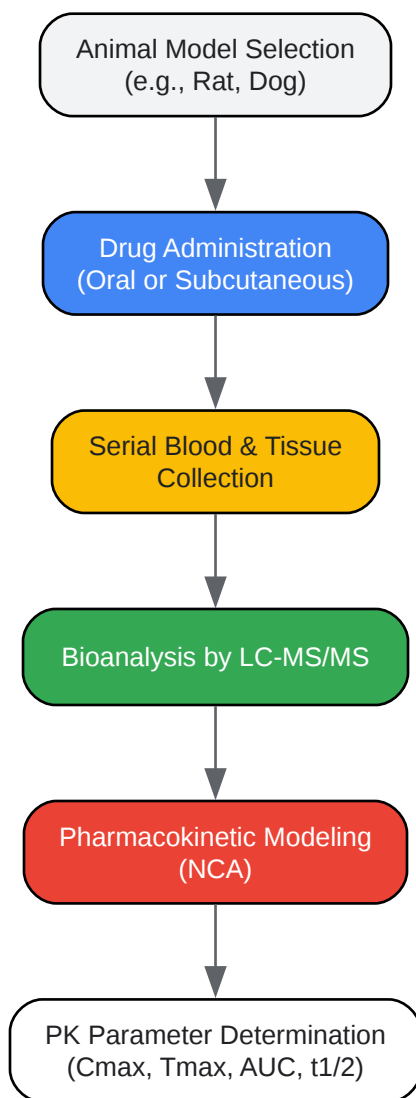 Animal Model Selection
(e.g., Rat, Dog)
Drug Administration
(Oral or Subcutaneous)
Serial Blood & Tissue
Collection
Bioanalysis by LC-MS/MS
Pharmacokinetic Modeling
(NCA)
PK Parameter Determination
(Cmax, Tmax, AUC, t1/2)